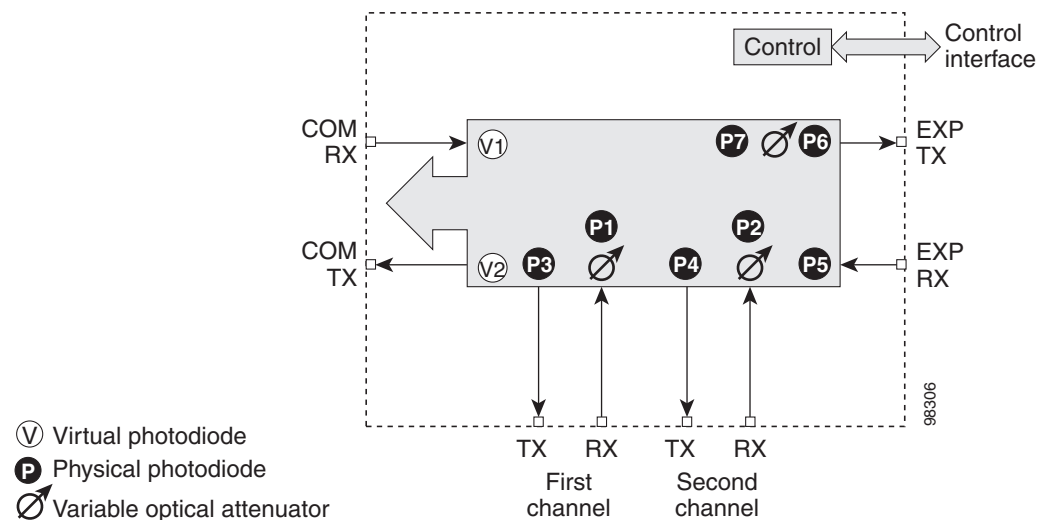 Control
Control
interface
COM
RX
V1
P7
P6
EXP
TX
P1
P2
COM
TX
V2
P3
P4
P5
EXP
RX
98306
TX
RX
TX
RX
First
channel
Second
channel
V Virtual photodiode
P Physical photodiode
Variable optical attenuator